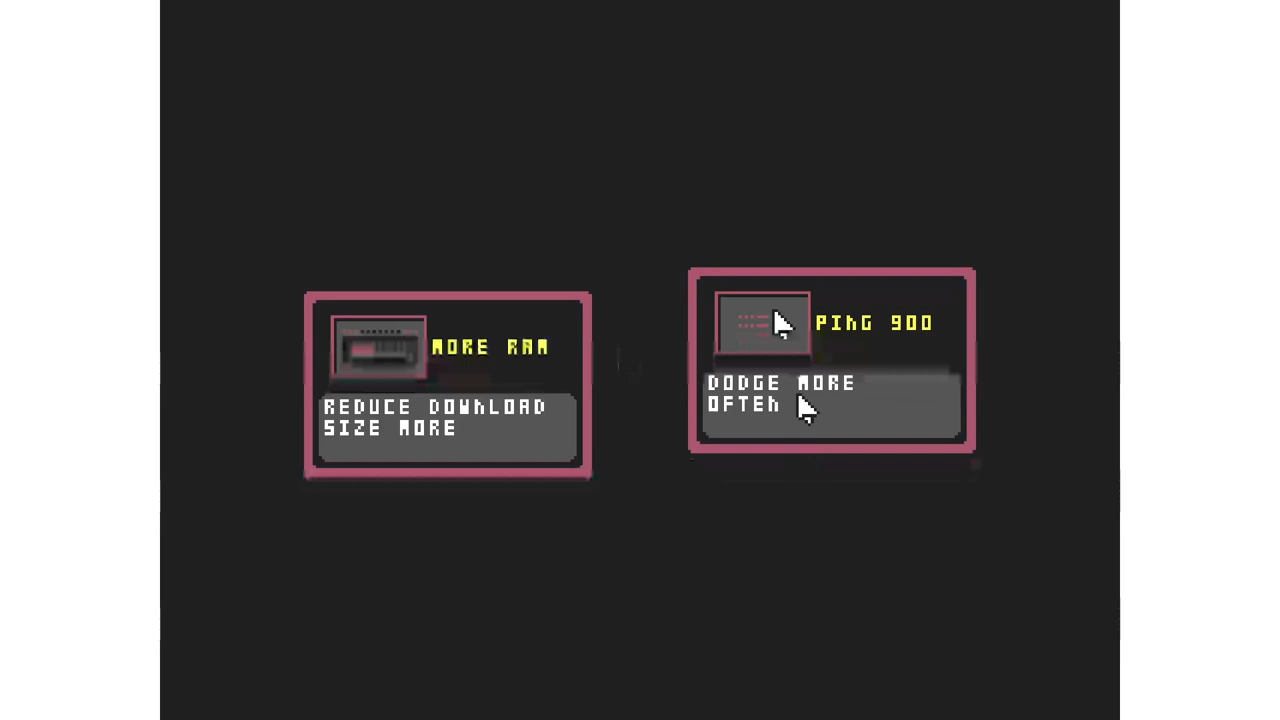 MORE RAM
REDUCE DOWNLOAD
SIZE MORE
PING 900
DODGE MORE
OFTEN